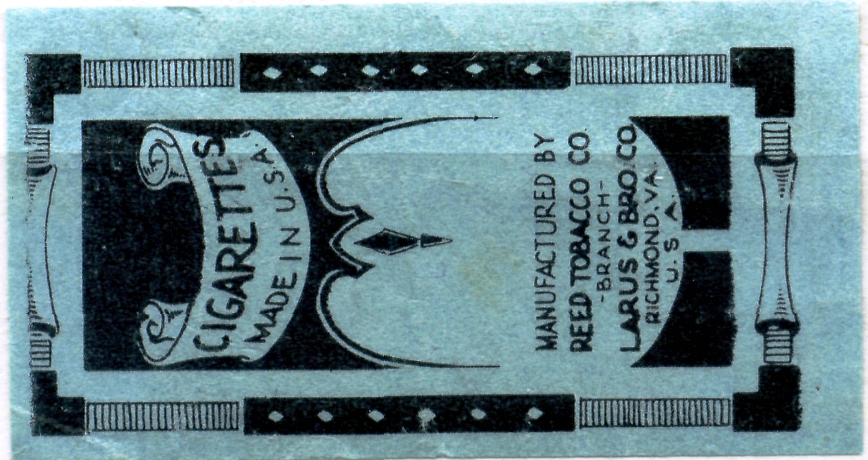 CIGARETTES
MADE IN U.S.A.
MANUFACTURED BY
REED TOBACCO CO.
-BRANCH-
LARUS & BRO. CO.
RICHMOND. VA.
U. S. A.